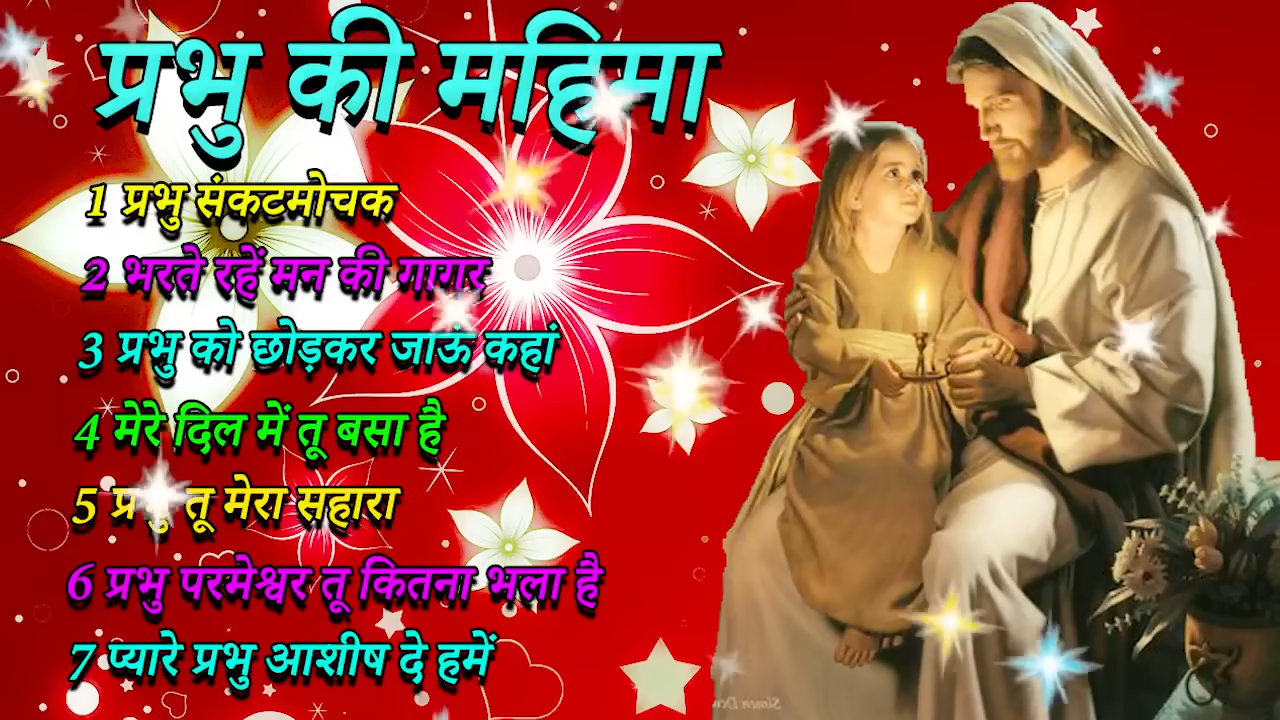 प्रभु की महिमा
1 प्रभु संकटमोचक
2 भरते रहें मन की गागर
3 प्रभु को छोड़कर जाऊं कहां
4 मेरे दिल में तू बसा है
5 तू मेरा सहारा
6 प्रभु परमेश्वर तू कितना भला है
7 प्यारे प्रभु आशीष दे हमें